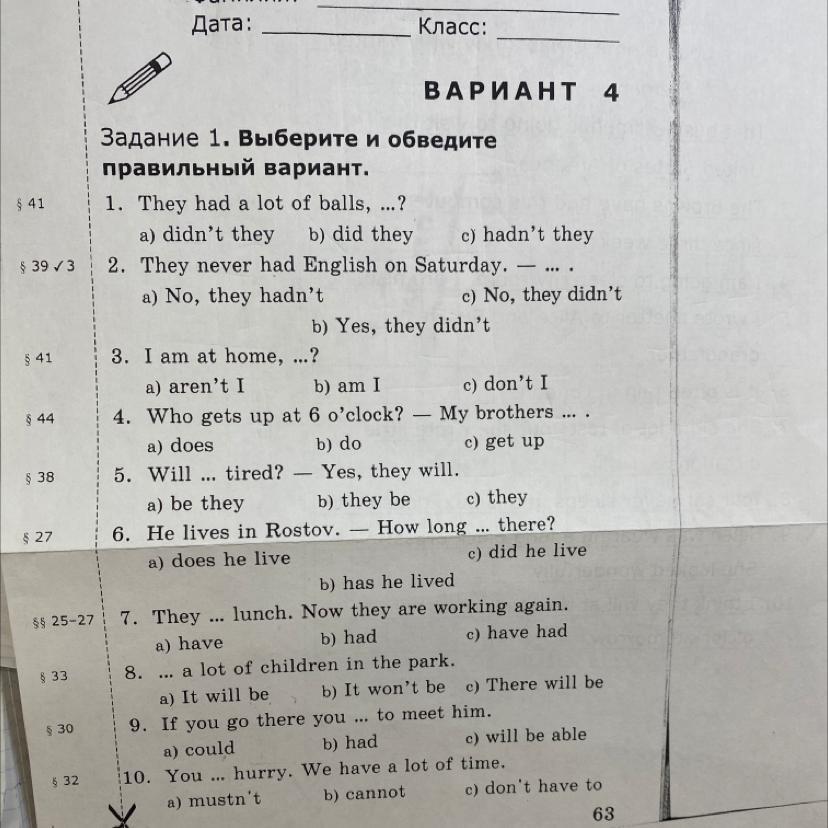 Дата: ____________ Класс: ____________
ВАРИАНТ 4
Задание 1. Выберите и обведите
правильный вариант.
§ 41 1. They had a lot of balls, ...?
a) didn't they b) did they c) hadn't they
§ 39 ✓ 3 2. They never had English on Saturday. — ... .
a) No, they hadn't c) No, they didn't
b) Yes, they didn't
§ 41 3. I am at home, ...?
a) aren't I b) am I c) don't I
§ 44 4. Who gets up at 6 o'clock? — My brothers ... .
a) does b) do c) get up
§ 38 5. Will ... tired? — Yes, they will.
a) be they b) they be c) they
§ 27 6. He lives in Rostov. — How long ... there?
a) does he live c) did he live
b) has he lived
§§ 25–27 7. They ... lunch. Now they are working again.
a) have b) had c) have had
§ 33 8. ... a lot of children in the park.
a) It will be b) It won't be c) There will be
§ 30 9. If you go there you ... to meet him.
a) could b) had c) will be able
§ 32 10. You ... hurry. We have a lot of time.
a) mustn't b) cannot c) don't have to
63